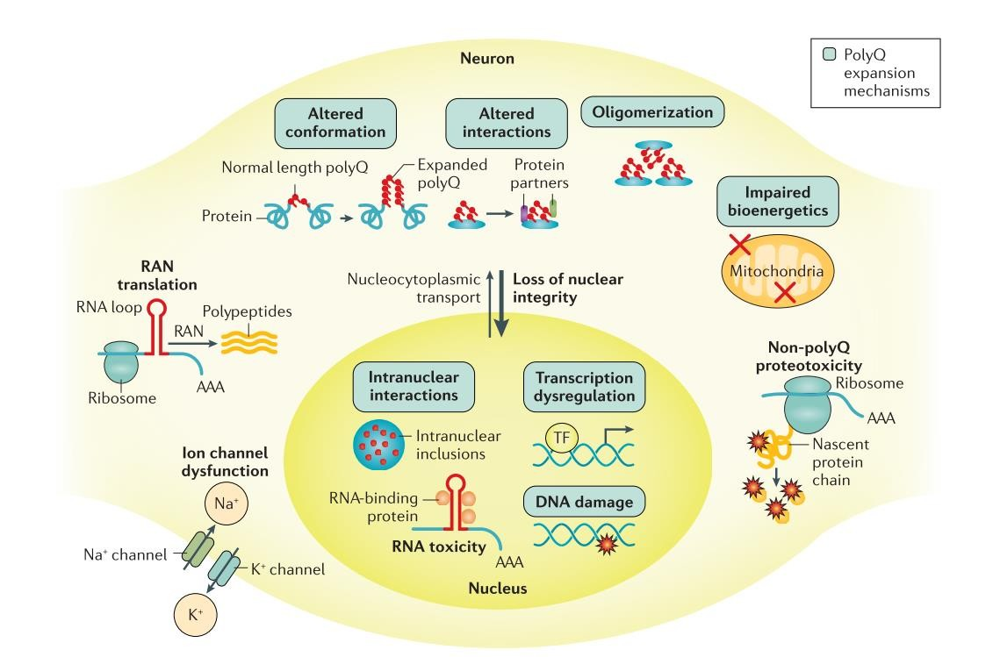 Neuron
PolyQ
expansion
mechanisms
Altered
conformation
Altered
interactions
Oligomerization
Normal length polyQ
Expanded
polyQ
Protein
partners
Protein
Impaired
bioenergetics
Mitochondria
RAN
translation
RNA loop
RAN
Polypeptides
AAA
Ribosome
Nucleocytoplasmic
transport
Loss of nuclear
integrity
Non-polyQ
proteotoxicity
Ribosome
AAA
Nascent
protein
chain
Intranuclear
interactions
Transcription
dysregulation
Intranuclear
inclusions
TF
RNA-binding
protein
RNA toxicity
AAA
DNA damage
Nucleus
Ion channel
dysfunction
Na⁺
Na⁺ channel
K⁺ channel
K⁺